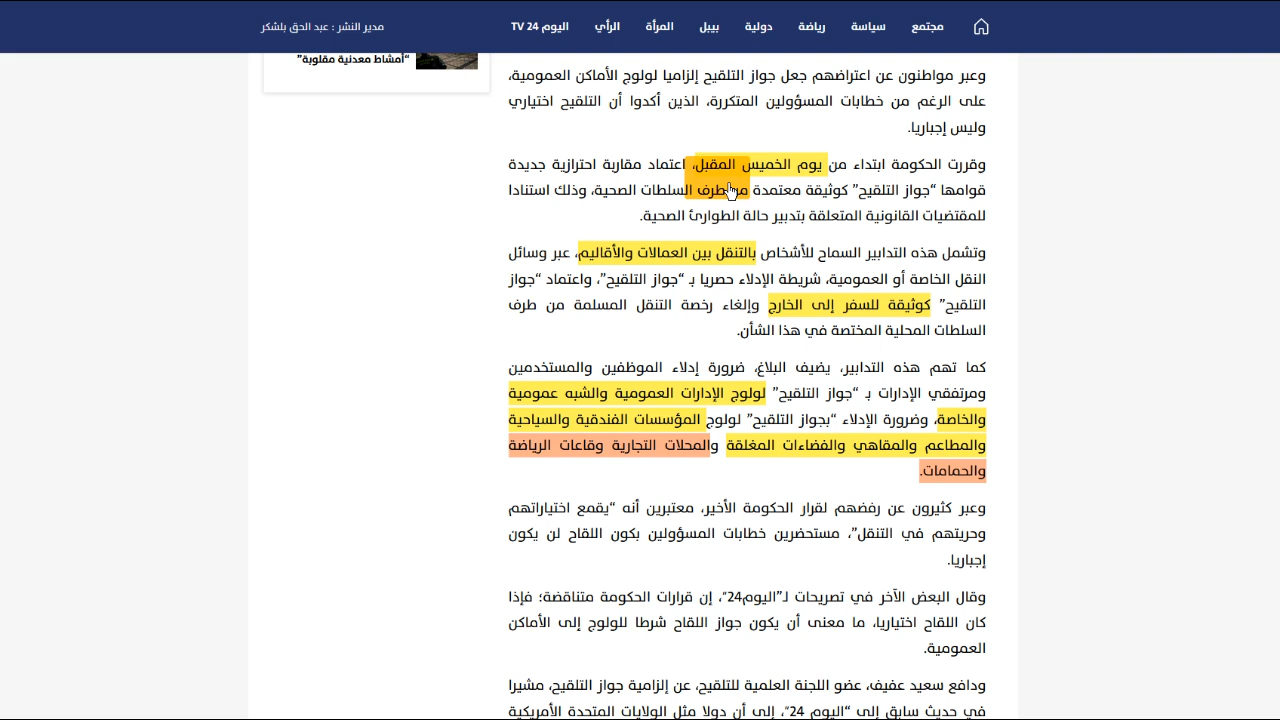 مجتمع سياسة رياضة دولية بيبل المرأة الرأي اليوم 24 TV مدير النشر : عبد الحق بلشكر
“أمشاط معدنية مقلوبة”
وعبر مواطنون عن اعتراضهم جعل جواز التلقيح إلزاميا لولوج الأماكن العمومية،
على الرغم من خطابات المسؤولين المتكررة، الذين أكدوا أن التلقيح اختياري
وليس إجباريا.
وقررت الحكومة ابتداء من يوم الخميس المقبل، اعتماد مقاربة احترازية جديدة
قوامها “جواز التلقيح” كوثيقة معتمدة من طرف السلطات الصحية، وذلك استنادا
للمقتضيات القانونية المتعلقة بتدبير حالة الطوارئ الصحية.
وتشمل هذه التدابير السماح للأشخاص بالتنقل بين العمالات والأقاليم، عبر وسائل
النقل الخاصة أو العمومية، شريطة الإدلاء حصريا بـ “جواز التلقيح”، واعتماد “جواز
التلقيح” كوثيقة للسفر إلى الخارج وإلغاء رخصة التنقل المسلمة من طرف
السلطات المحلية المختصة في هذا الشأن.
كما تهم هذه التدابير، يضيف البلاغ، ضرورة إدلاء الموظفين والمستخدمين
ومرتفقي الإدارات بـ “جواز التلقيح” لولوج الإدارات العمومية والشبه عمومية
والخاصة، وضرورة الإدلاء “بجواز التلقيح” لولوج المؤسسات الفندقية والسياحية
والمطاعم والمقاهي والفضاءات المغلقة والمحلات التجارية وقاعات الرياضة
والحمامات.
وعبر كثيرون عن رفضهم لقرار الحكومة الأخير، معتبرين أنه “يقمع اختياراتهم
وحريتهم في التنقل”، مستحضرين خطابات المسؤولين بكون اللقاح لن يكون
إجباريا.
وقال البعض الآخر في تصريحات لـ”اليوم24″، إن قرارات الحكومة متناقضة؛ فإذا
كان اللقاح اختياريا، ما معنى أن يكون جواز اللقاح شرطا للولوج إلى الأماكن
العمومية.
ودافع سعيد عفيف، عضو اللجنة العلمية للتلقيح، عن إلزامية جواز التلقيح، مشيرا
في حديث سابق إلى “اليوم 24″، إلى أن دولا مثل الولايات المتحدة الأمريكية